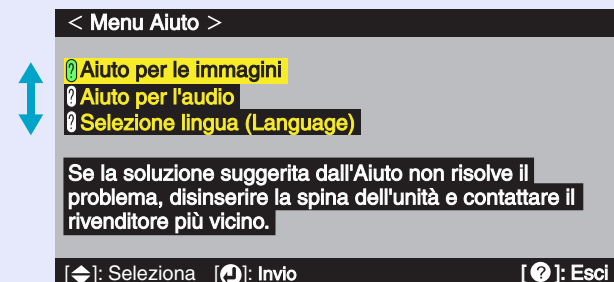 < Menu Aiuto >
?Aiuto per le immagini
?Aiuto per l'audio
?Selezione lingua (Language)
Se la soluzione suggerita dall'Aiuto non risolve il
problema, disinserire la spina dell'unità e contattare il
rivenditore più vicino.
[ ]: Seleziona [ ]: Invio [ ? ]: Esci